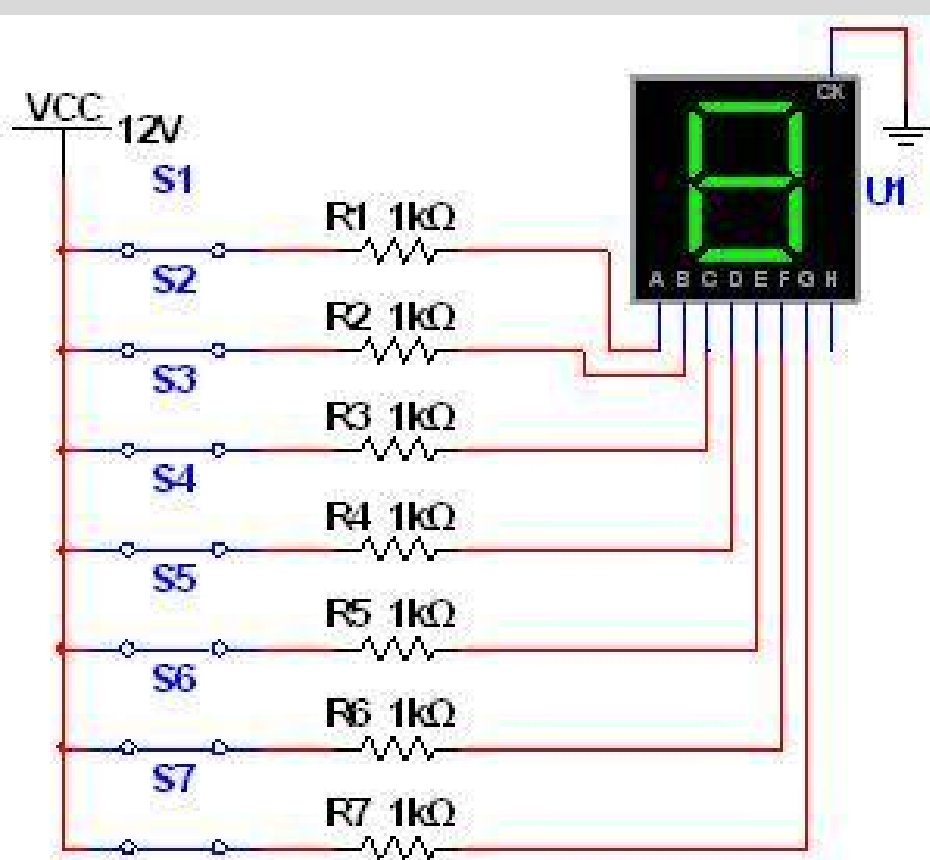 CK
VCC 12V
S1
U1
R1 1kΩ
S2
A B C D E F G H
R2 1kΩ
S3
R3 1kΩ
S4
R4 1kΩ
S5
R5 1kΩ
S6
R6 1kΩ
S7
R7 1kΩ